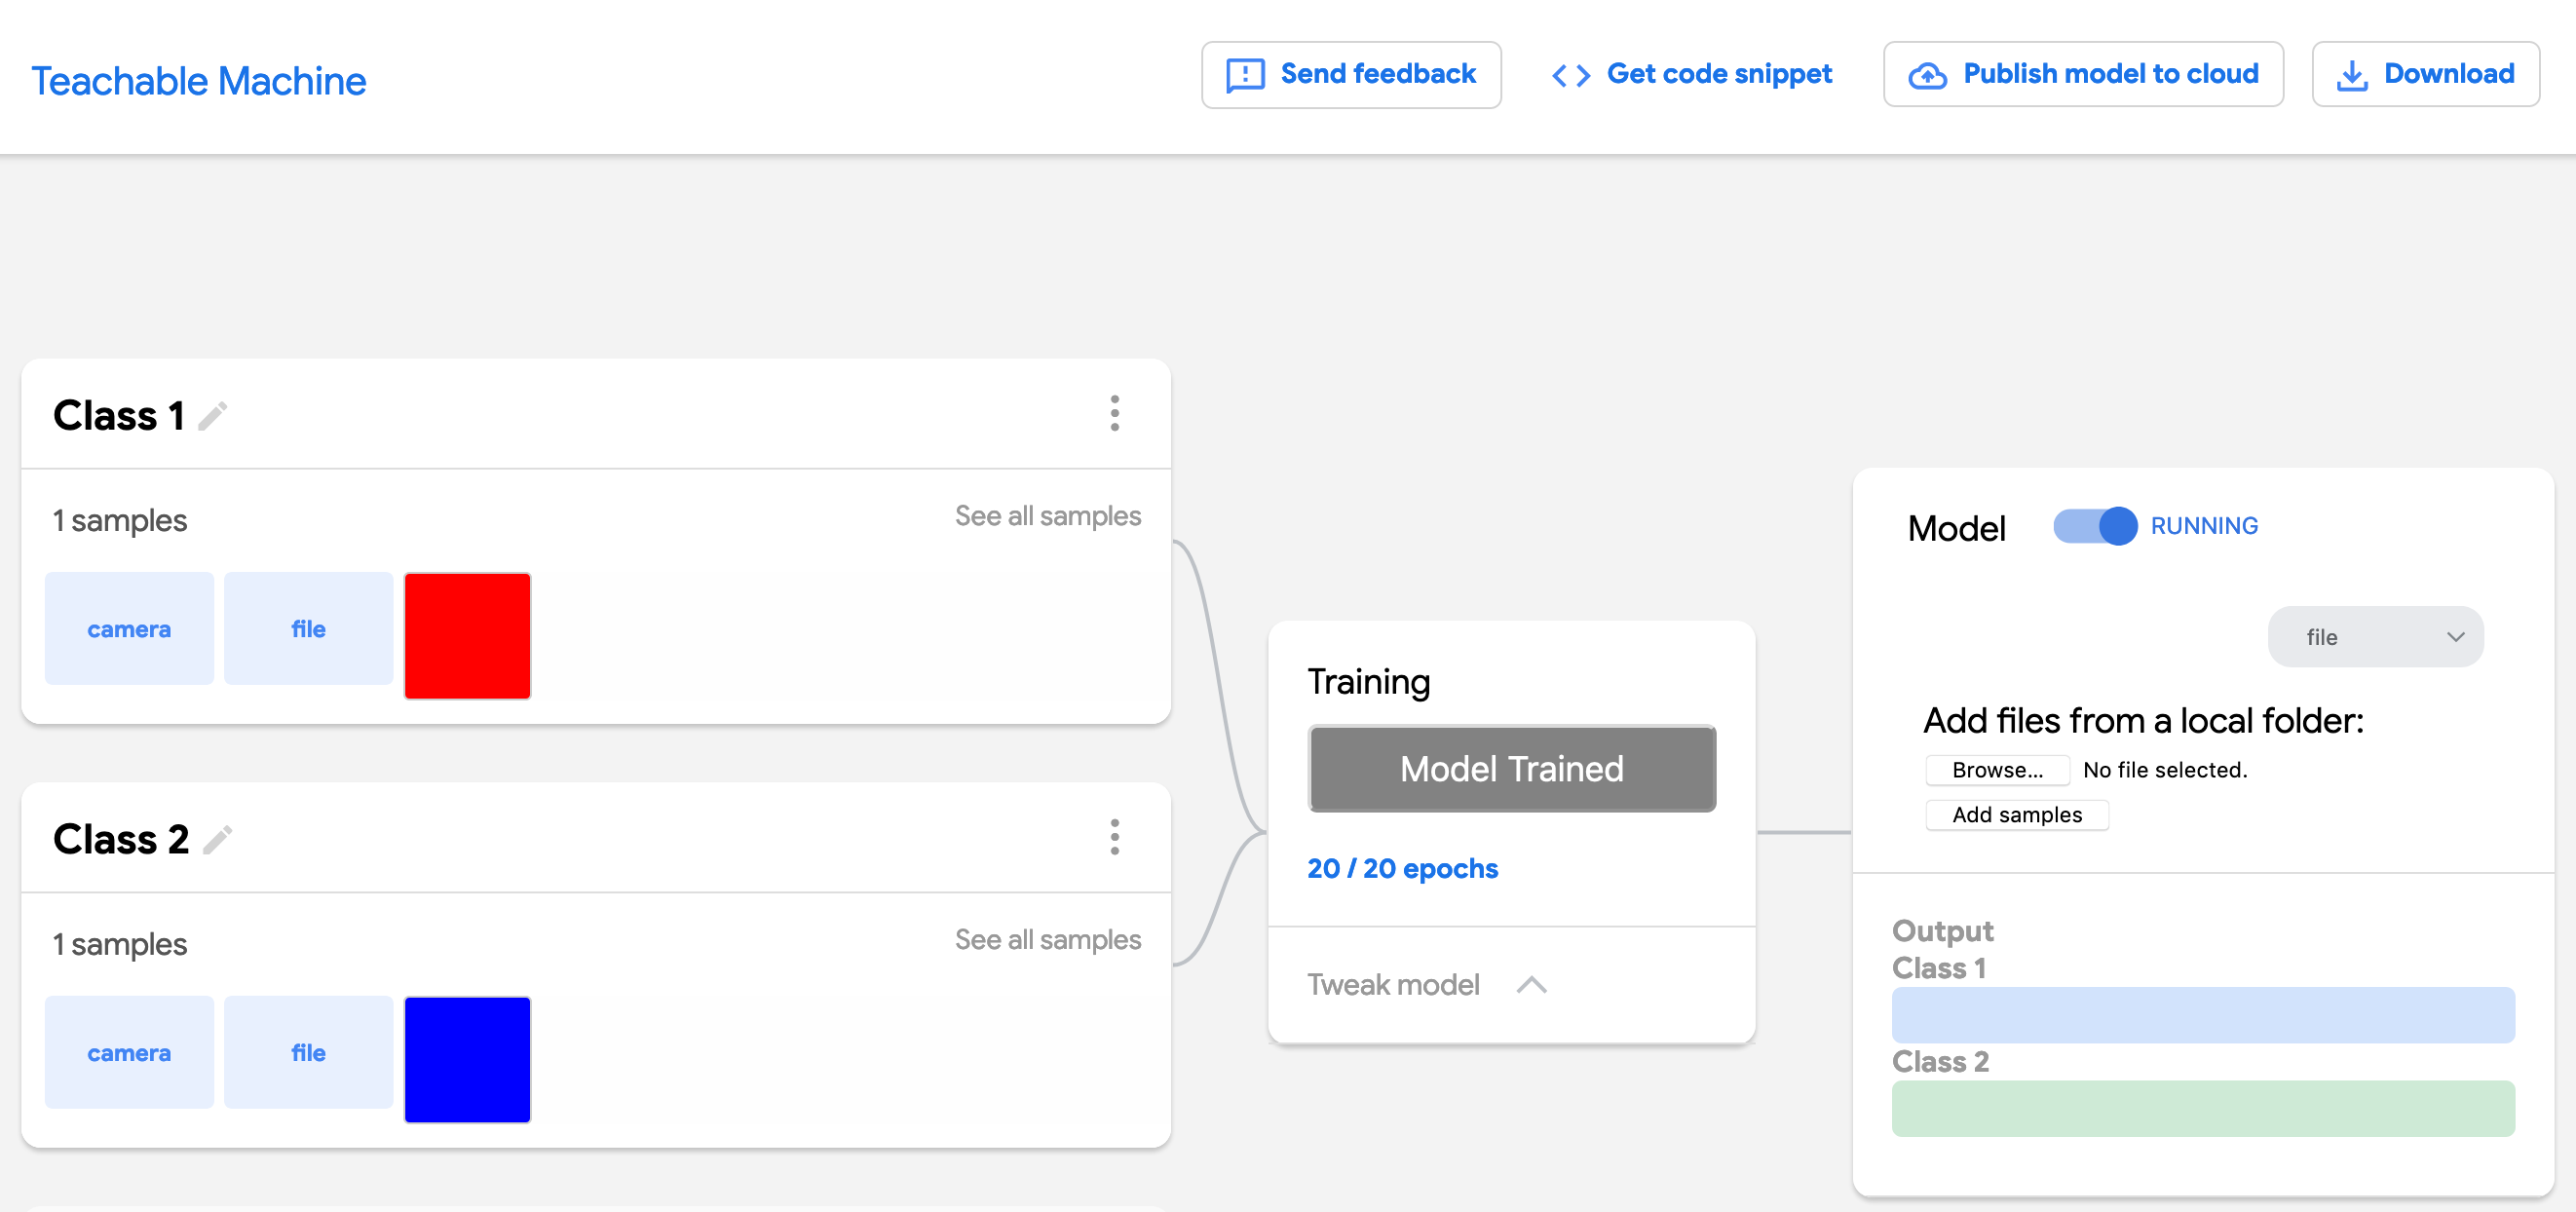 Teachable Machine
Send feedback
Get code snippet
Publish model to cloud
Download
Class 1
1 samples
See all samples
camera
file
Class 2
1 samples
See all samples
camera
file
Training
Model Trained
20 / 20 epochs
Tweak model
Model
RUNNING
file
Add files from a local folder:
Browse... No file selected.
Add samples
Output
Class 1
Class 2